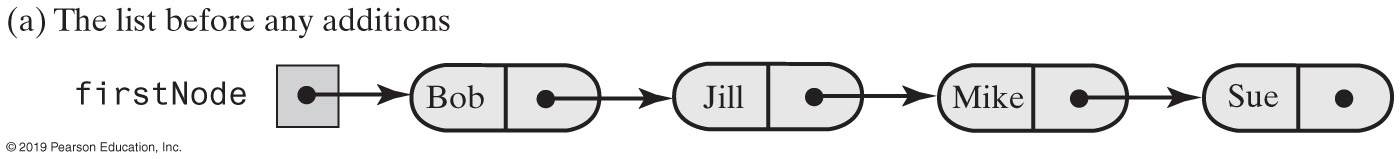 (a) The list before any additions
firstNode Bob Jill Mike Sue
© 2019 Pearson Education, Inc.